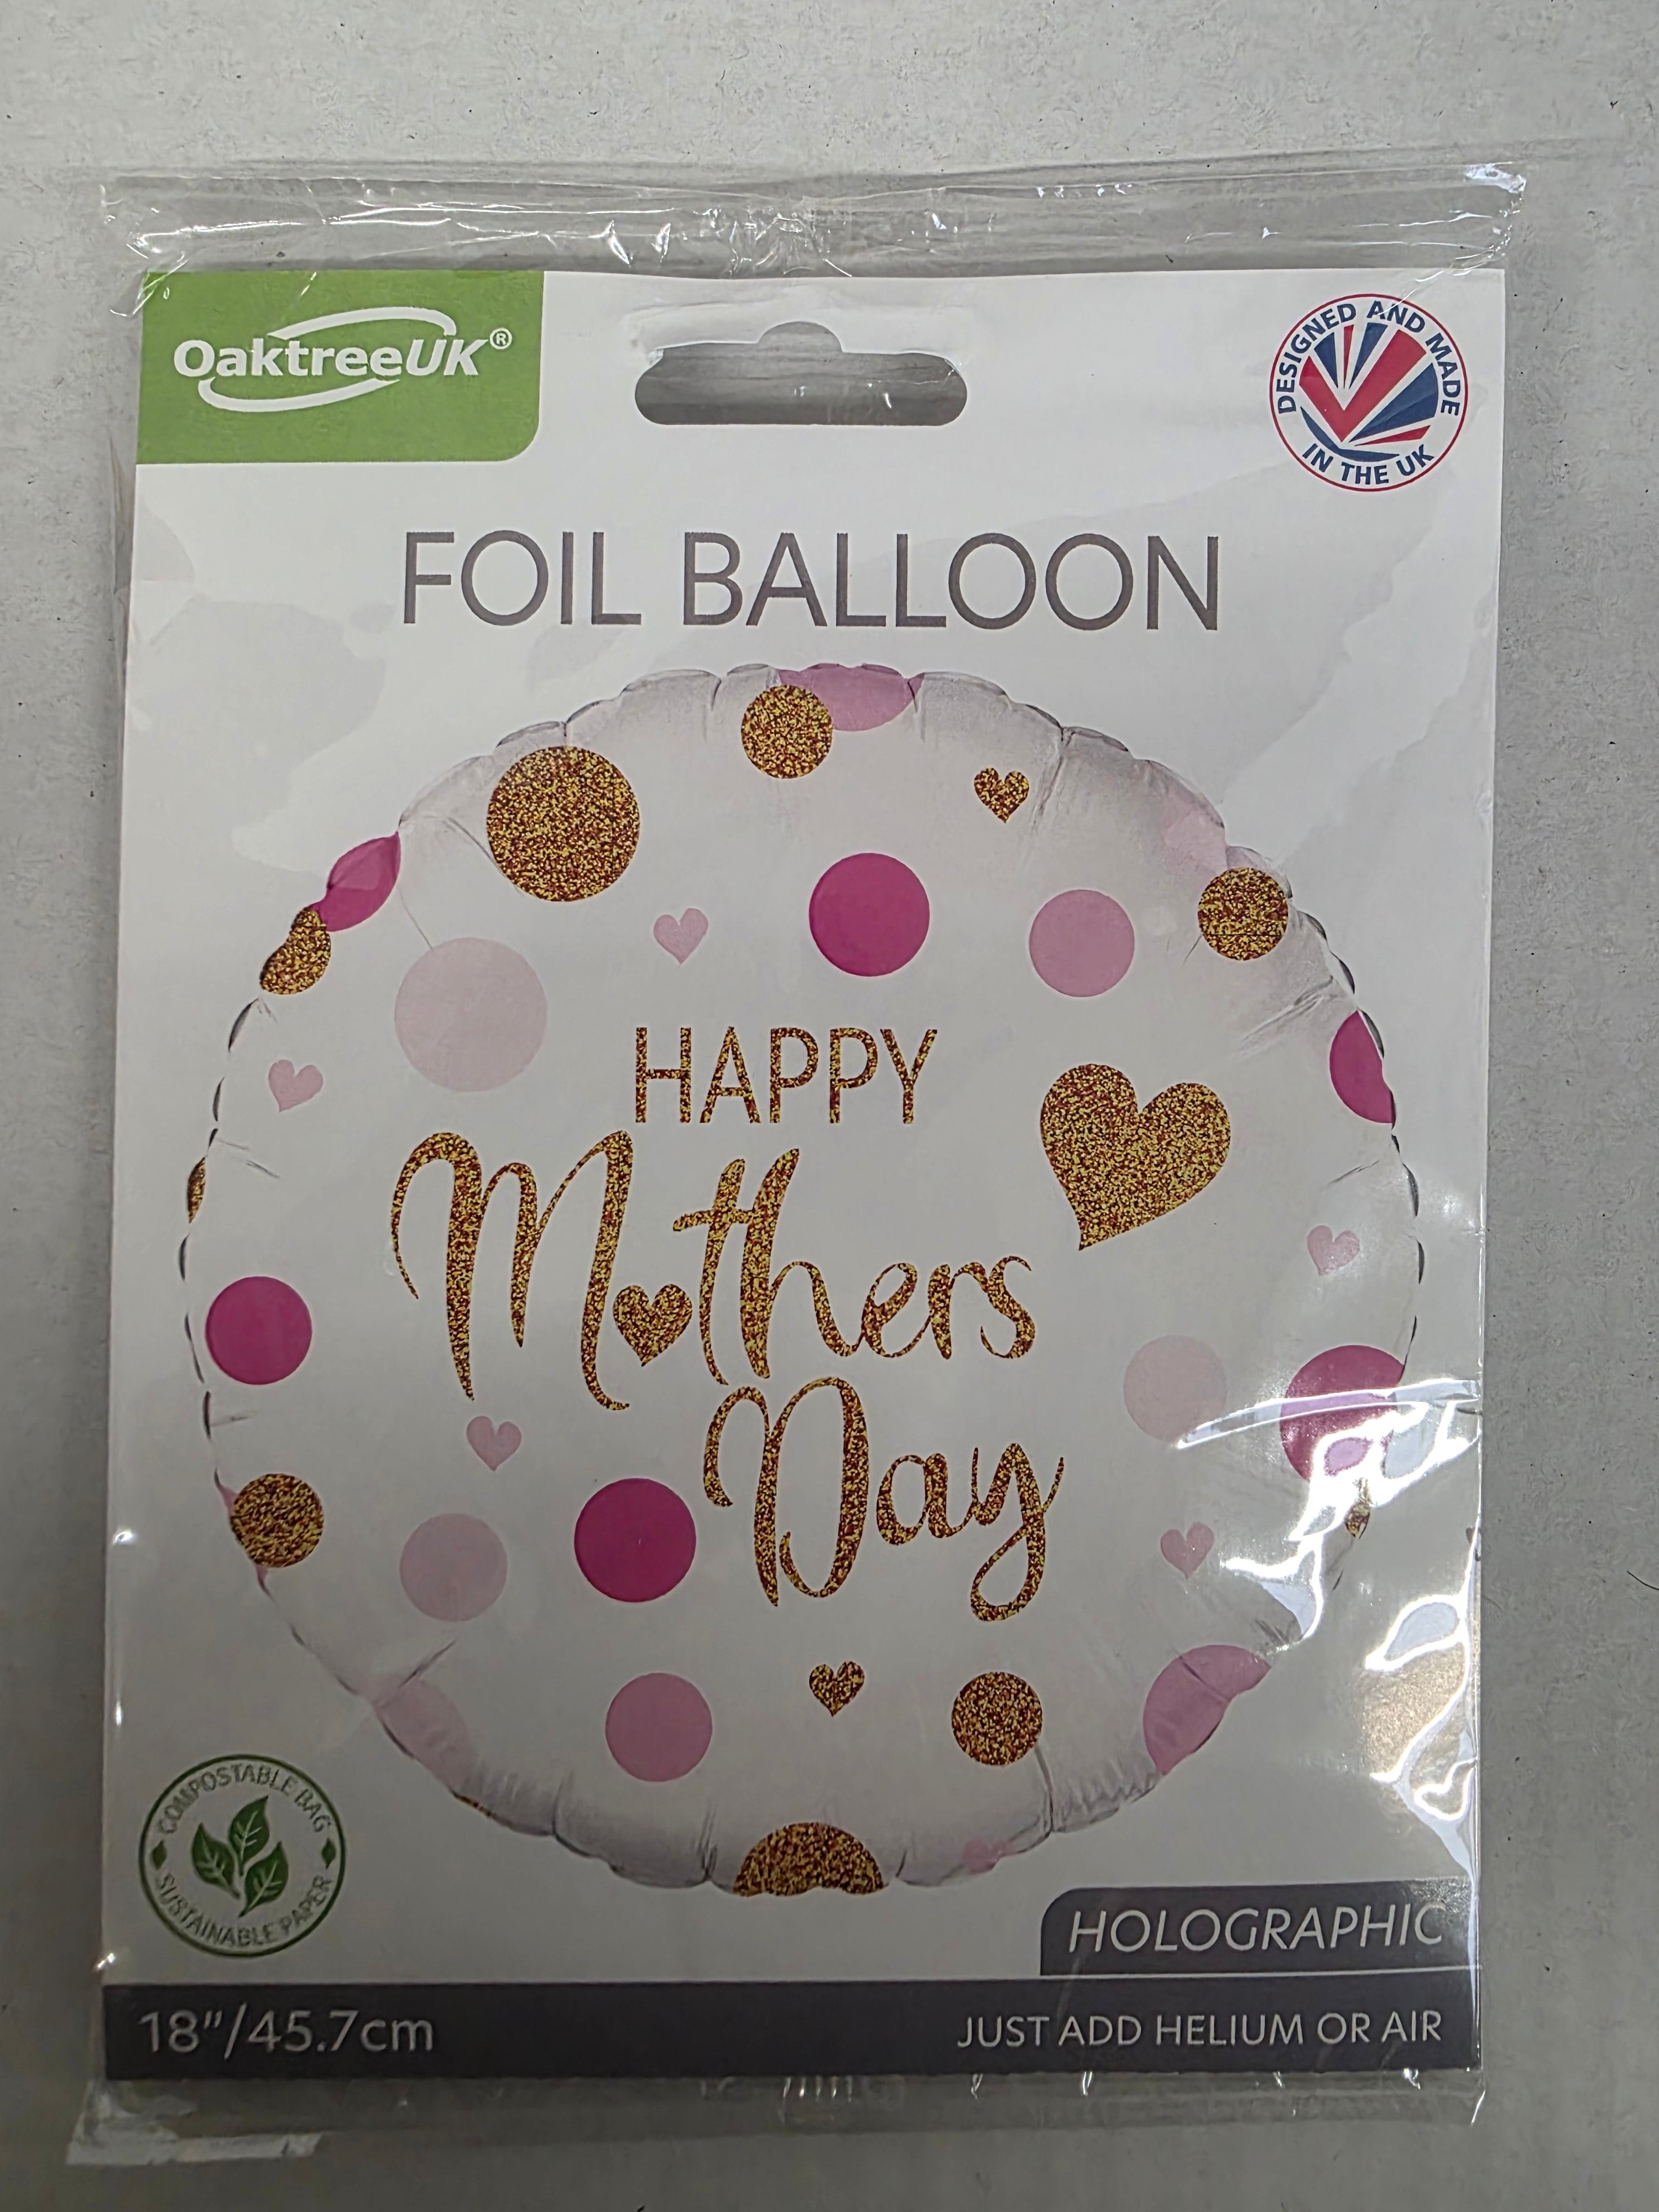 OaktreeUK®
DESIGNED AND MADE
IN THE UK
FOIL BALLOON
HAPPY
Mothers
Day
COMPOSTABLE BAG
SUSTAINABLE PAPER
HOLOGRAPHIC
18"/45.7cm
JUST ADD HELIUM OR AIR